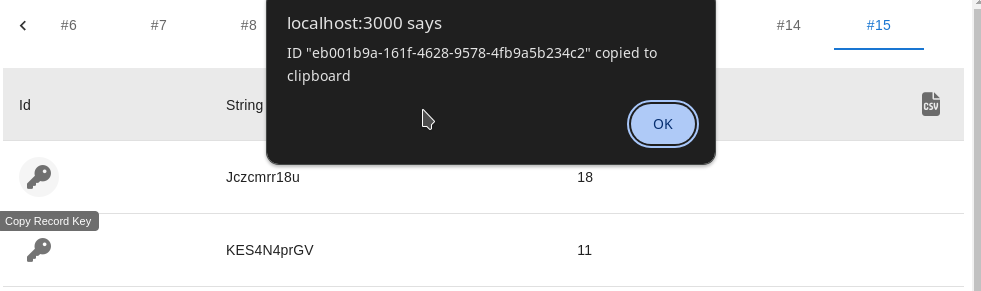 #6 #7 #8 #14 #15
localhost:3000 says
ID "eb001b9a-161f-4628-9578-4fb9a5b234c2" copied to
clipboard
OK
Id String CSV
Jczcmrr18u 18
Copy Record Key
KES4N4prGV 11